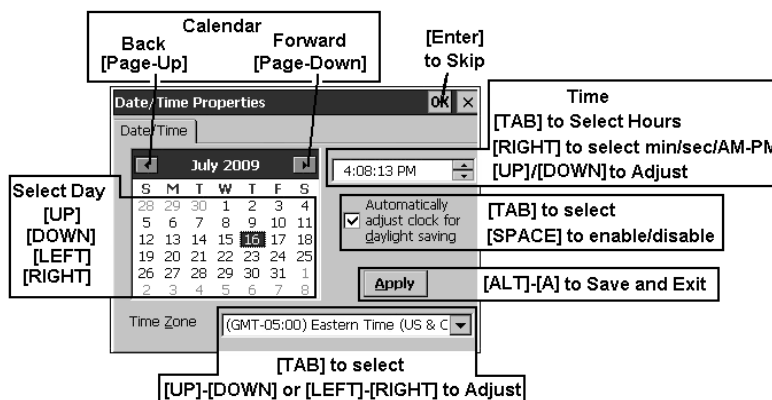 Calendar
Back Forward
[Page-Up] [Page-Down]
[Enter]
to Skip
Date/Time Properties OK ×
Date/Time
July 2009
S M T W T F S
28 29 30 1 2 3 4
5 6 7 8 9 10 11
12 13 14 15 16 17 18
19 20 21 22 23 24 25
26 27 28 29 30 31 1
2 3 4 5 6 7 8
Select Day
[UP]
[DOWN]
[LEFT]
[RIGHT]
4:08:13 PM
Time
[TAB] to Select Hours
[RIGHT] to select min/sec/AM-PM
[UP]/[DOWN] to Adjust
Automatically
adjust clock for
daylight saving
[TAB] to select
[SPACE] to enable/disable
Apply
[ALT]-[A] to Save and Exit
Time Zone (GMT-05:00) Eastern Time (US & C
[TAB] to select
[UP]-[DOWN] or [LEFT]-[RIGHT] to Adjust